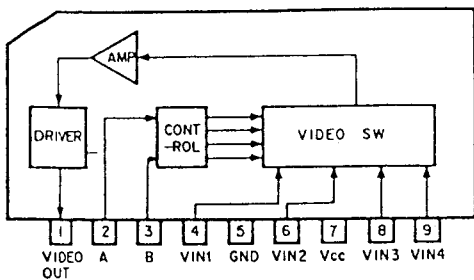 AMP
DRIVER
CONT
-ROL
VIDEO SW
1 2 3 4 5 6 7 8 9
VIDEO OUT A B VIN1 GND VIN2 Vcc VIN3 VIN4